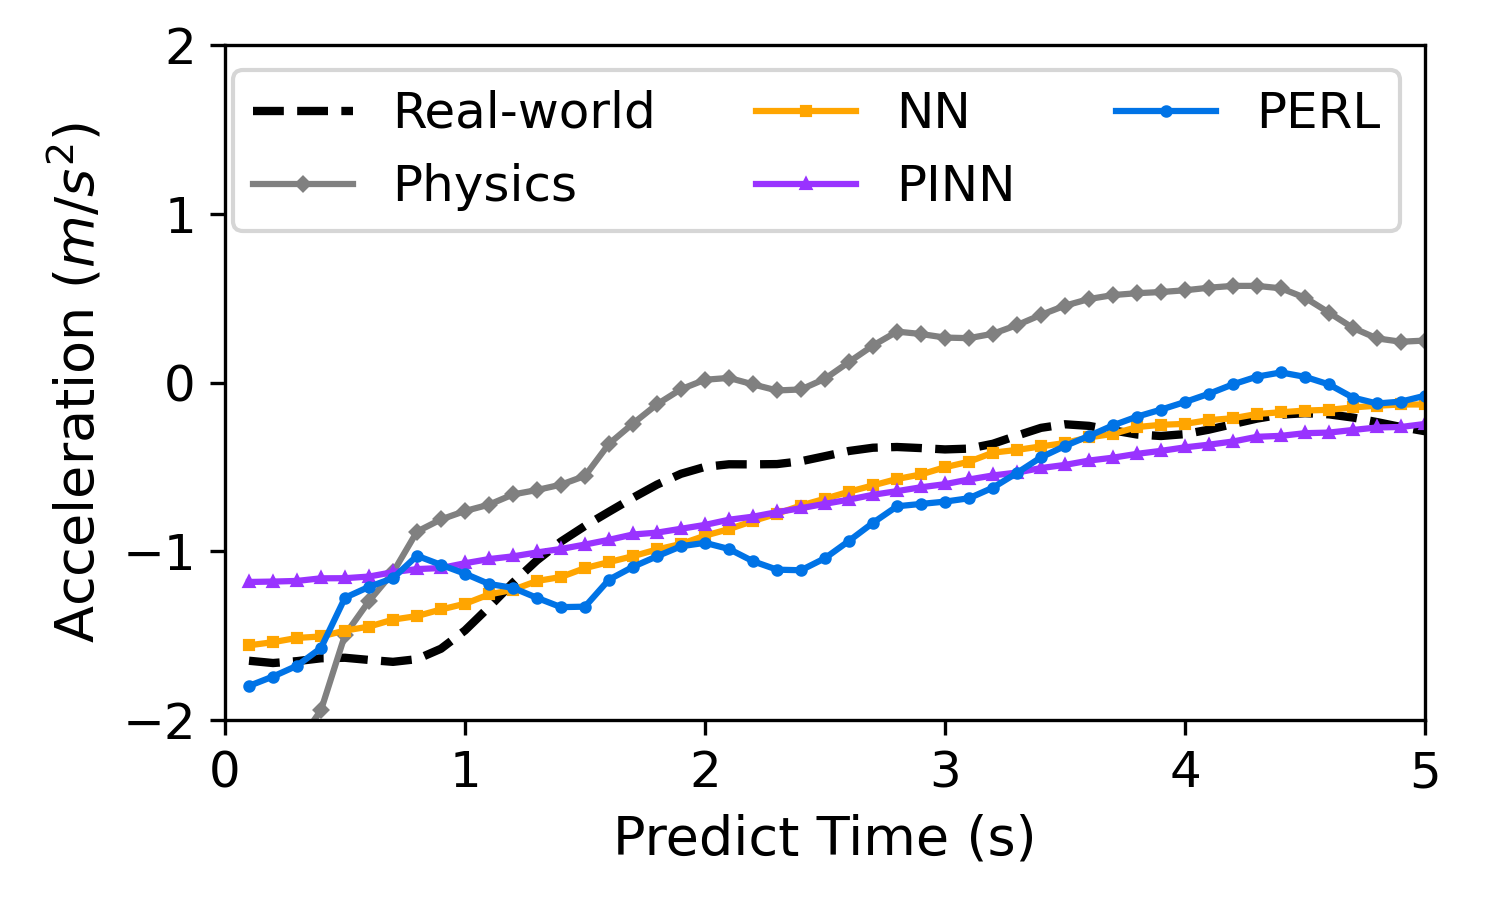 Acceleration (m/s²)
2
1
0
−1
−2
Real-world
Physics
NN
PINN
PERL
0 1 2 3 4 5
Predict Time (s)